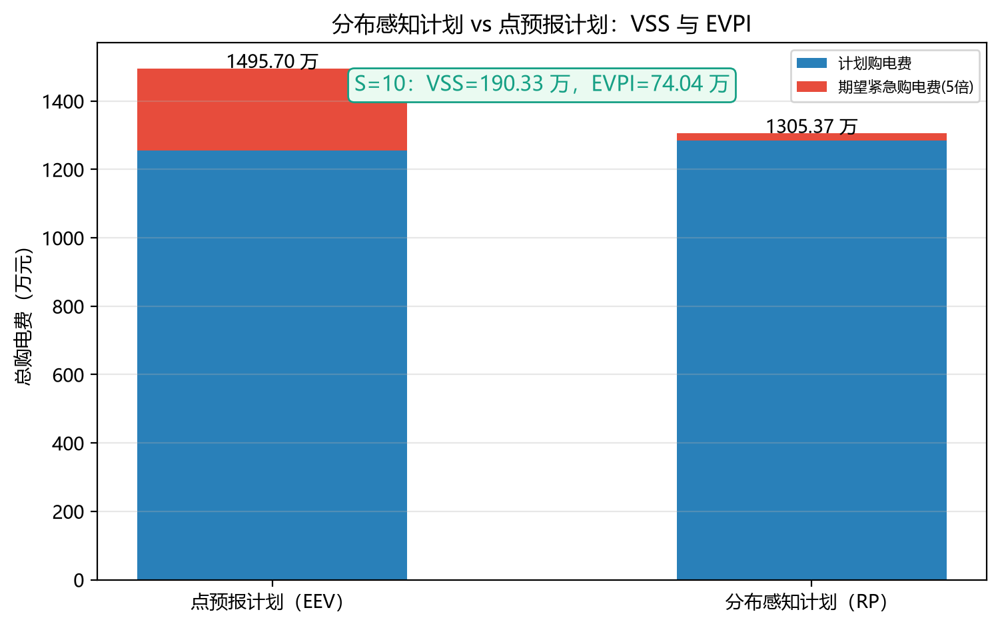 分布感知计划 vs 点预报计划：VSS 与 EVPI
1495.70 万
S=10：VSS=190.33 万，EVPI=74.04 万
计划购电费
期望紧急购电费(5倍)
1305.37 万
总购电费（万元）
1400
1200
1000
800
600
400
200
0
点预报计划（EEV）
分布感知计划（RP）